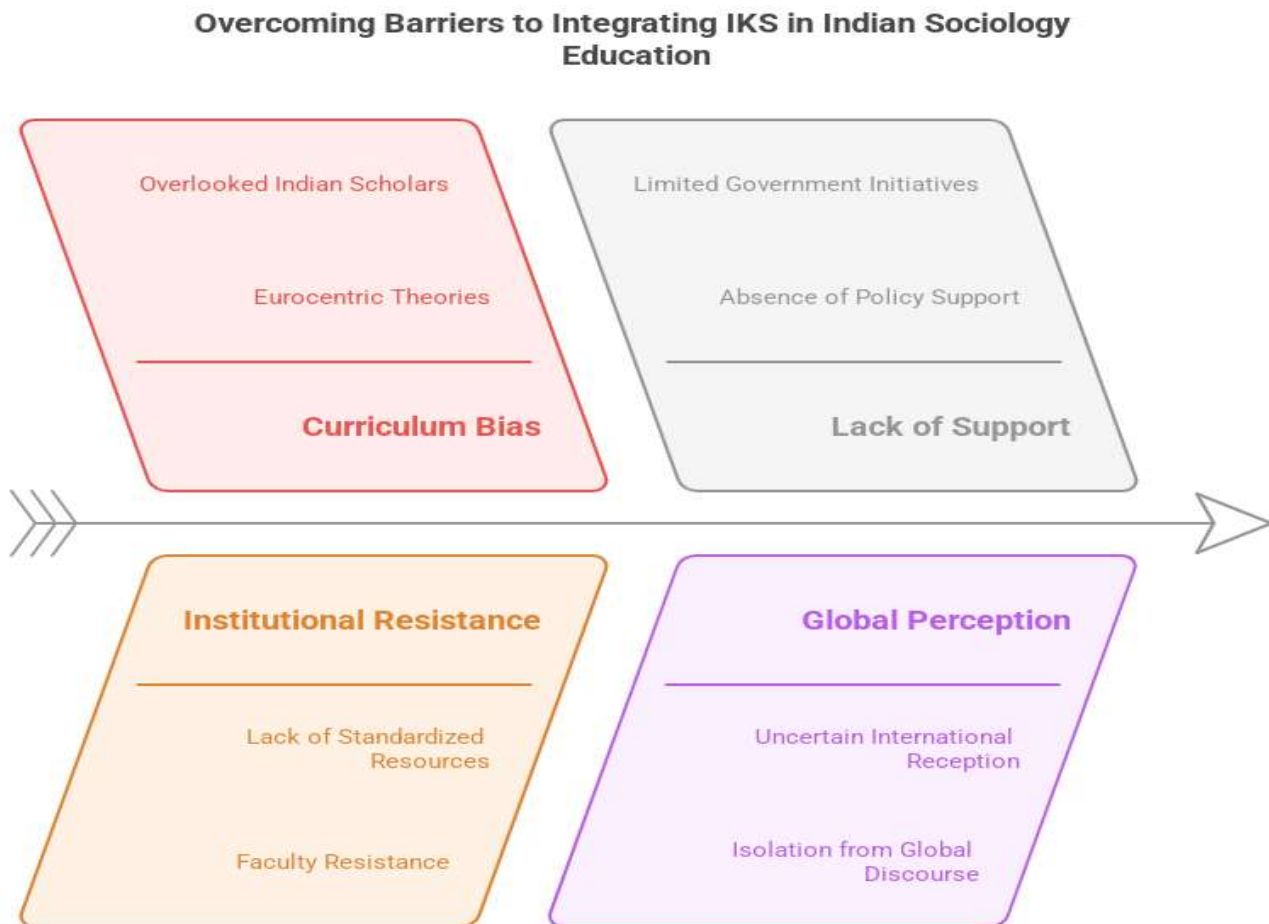 Overcoming Barriers to Integrating IKS in Indian Sociology
Education
Overlooked Indian Scholars
Eurocentric Theories
Curriculum Bias
Limited Government Initiatives
Absence of Policy Support
Lack of Support
Institutional Resistance
Lack of Standardized
Resources
Faculty Resistance
Global Perception
Uncertain International
Reception
Isolation from Global
Discourse